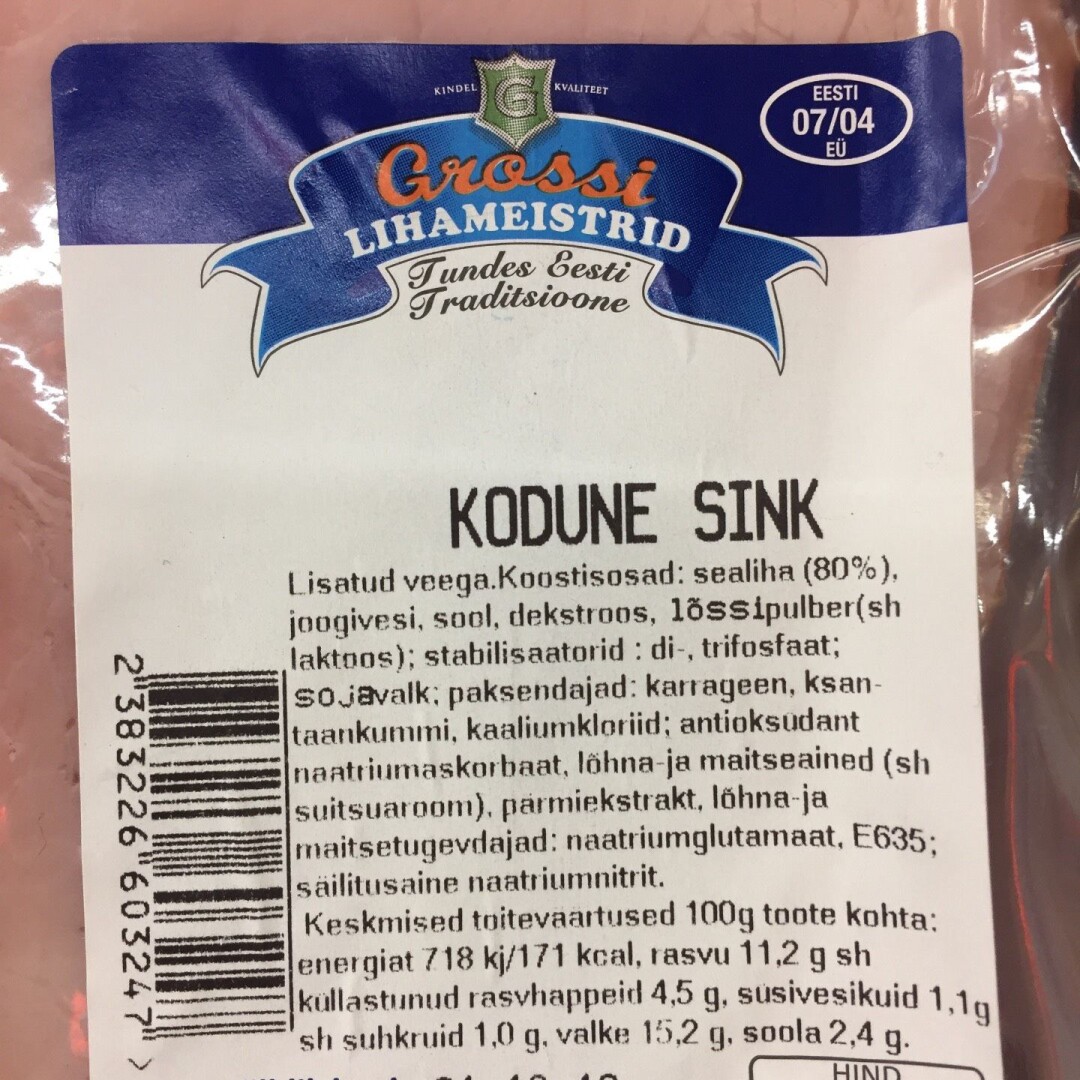 KINDEL G KVALITEET
EESTI
07/04
EÜ
Grossi
LIHAMEISTRID
Tundes Eesti
Traditsioone
KODUNE SINK
Lisatud veega.Koostisosad: sealiha (80%),
joogivesi, sool, dekstroos, lõssipulber(sh
laktoos); stabilisaatorid : di-, trifosfaat;
sojavalk; paksendajad: karrageen, ksan-
taankummi, kaaliumkloriid; antioksüdant
naatriumaskorbaat, lõhna-ja maitseained (sh
suitsuaroom), pärmiekstrakt, lõhna-ja
maitsetugevdajad: naatriumglutamaat, E635;
säilitusaine naatriumnitrit.
Keskmised toiteväärtused 100g toote kohta:
energiat 718 kj/171 kcal, rasvu 11,2 g sh
küllastunud rasvhappeid 4,5 g, süsivesikuid 1,1g
sh suhkruid 1,0 g, valke 15,2 g, soola 2,4 g.
2 383226 603247 >
HIND